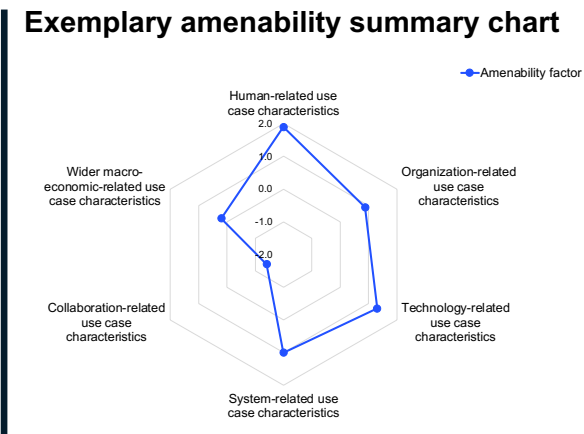 Exemplary amenability summary chart
Amenability factor
Human-related use
case characteristics
2.0
1.0
0.0
-1.0
-2.0
Wider macro-
economic-related use
case characteristics
Organization-related
use case
characteristics
Collaboration-related
use case
characteristics
Technology-related
use case
characteristics
System-related use
case characteristics